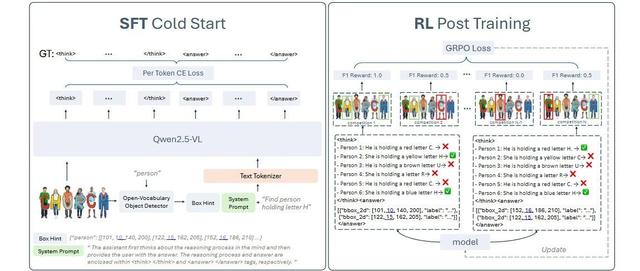 SFT Cold Start
GT: <think> ... </think> <answer> ... </answer>
Per Token CE Loss
<think> ... </think> <answer> ... </answer>
Qwen2.5-VL
"person"
Text Tokenizer
Open-Vocabulary
Object Detector
Box Hint
System
Prompt
"Find person
holding letter H"
Box Hint {"person": [[101, 10, 140, 200], [122, 15, 162, 205], [152, 16, 186, 210]...}
System
Prompt
" The assistant first thinks about the reasoning process in the mind and then
provides the user with the answer. The reasoning process and answer are
enclosed within <think> </think> and <answer> </answer> tags, respectively. "
RL Post Training
GRPO Loss
F1 Reward: 1.0
F1 Reward: 0.5
...
F1 Reward: 0.0
F1 Reward: 0.5
<think>
- Person 1: He is holding a red letter C. → ❌
- Person 2: She is holding a yellow letter H→ ✅
- Person 3: He is holding a brown letter U→ ❌
- Person 4: She is holding a letter R→ ❌
- Person 5: He is holding a red letter C. → ❌
- Person 6: She is holding a blue letter H. → ✅
</think><answer>
[{"bbox_2d": [101, 10, 140, 200], "label": "..."},
{"bbox_2d": [122, 15, 162, 205], "label": "..."}]
</answer>
<think>
- Person 1: He is holding a red letter H. → ✅
- Person 2: She is holding a yellow letter C→ ❌
- Person 3: He is holding a brown letter U→ ❌
- Person 4: She is holding a letter R→ ❌
- Person 5: He is holding a red letter C. → ❌
- Person 6: She is holding a blue letter H. → ✅
</think><answer>
[{"bbox_2d": [152, 16, 186, 210], "label": "..."},
{"bbox_2d": [122, 15, 162, 205], "label": "..."}]
</answer>
model
Update